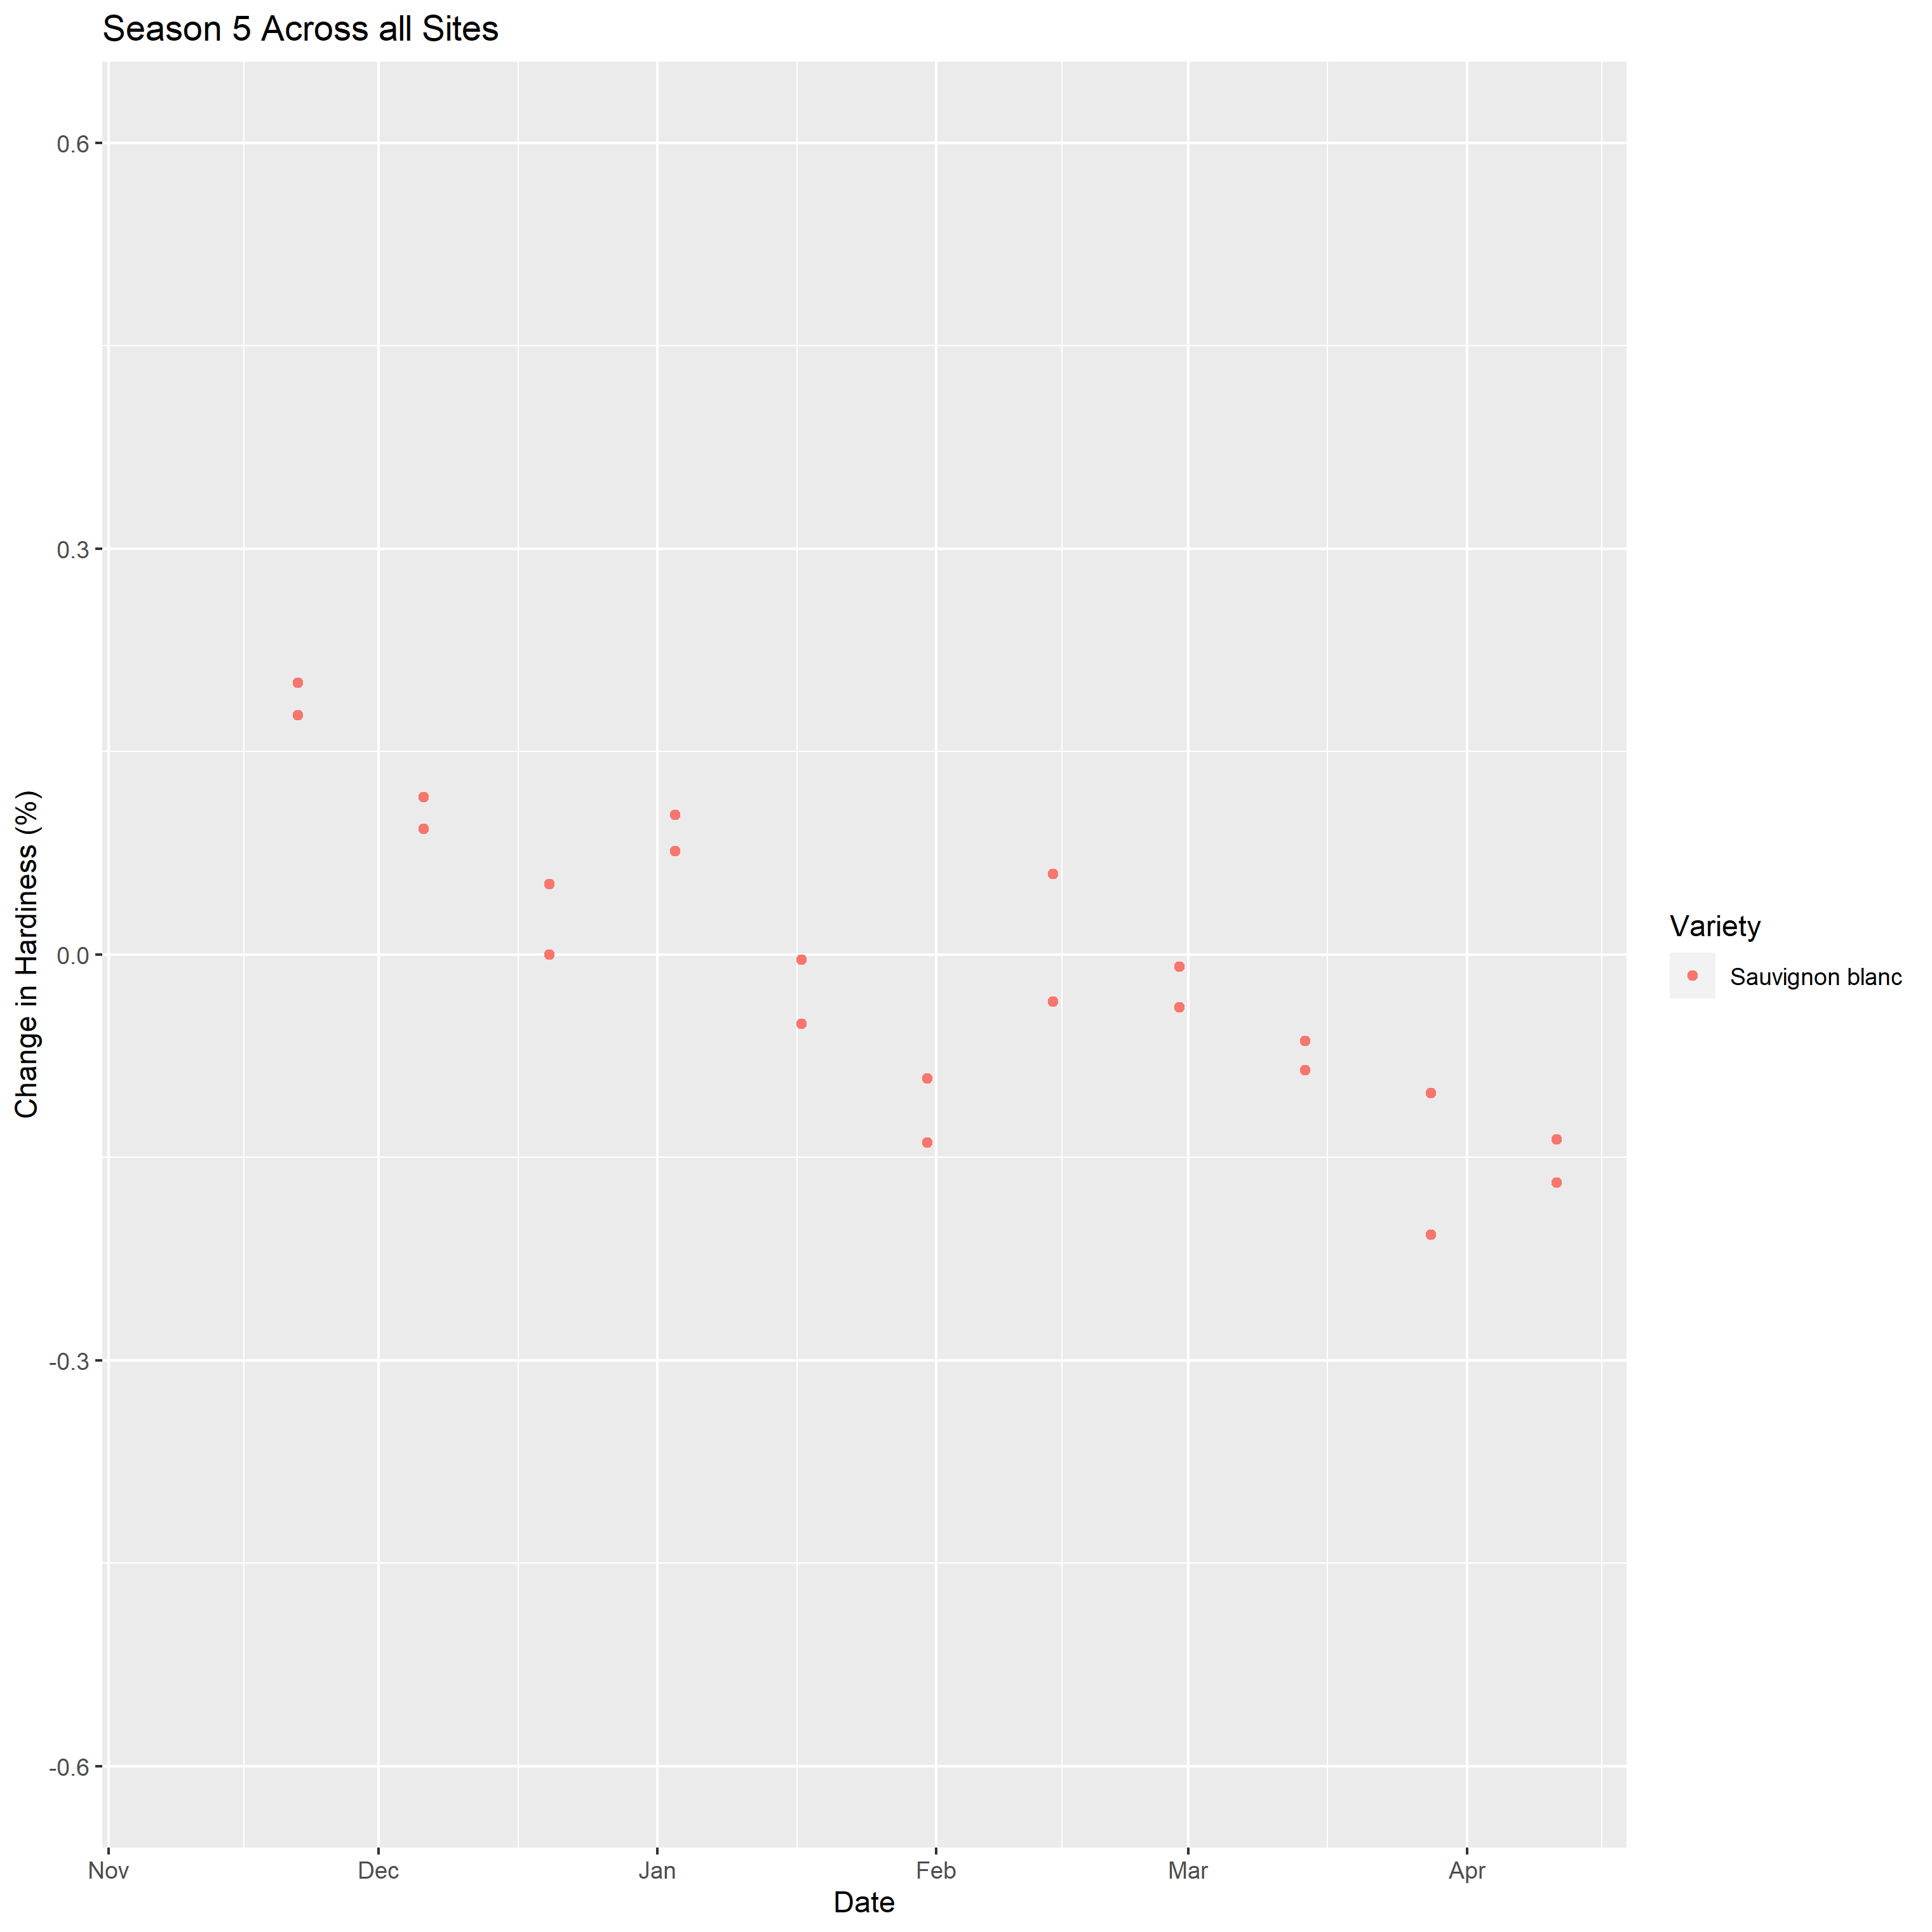 Season 5 Across all Sites
0.6
0.3
0.0
-0.3
-0.6
Change in Hardiness (%)
Nov Dec Jan Feb Mar Apr
Date
Variety
Sauvignon blanc